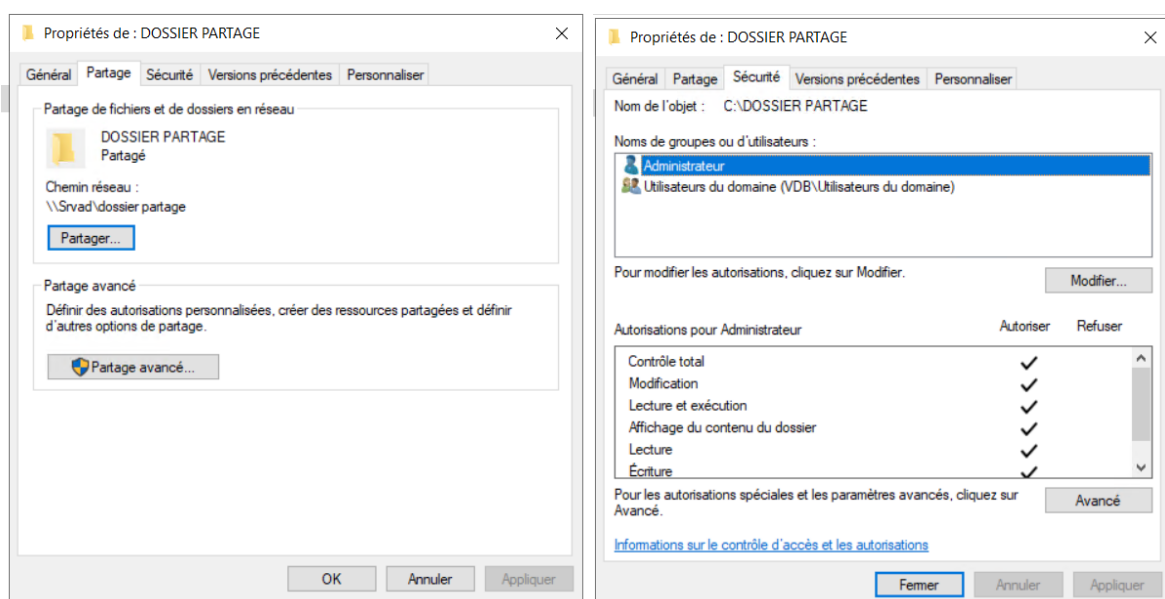 Propriétés de : DOSSIER PARTAGE
Général Partage Sécurité Versions précédentes Personnaliser
Partage de fichiers et de dossiers en réseau
DOSSIER PARTAGE
Partagé
Chemin réseau :
\\Srvad\dossier partage
Partager...
Partage avancé
Définir des autorisations personnalisées, créer des ressources partagées et définir
d'autres options de partage.
Partage avancé...
OK Annuler Appliquer
Propriétés de : DOSSIER PARTAGE
Général Partage Sécurité Versions précédentes Personnaliser
Nom de l'objet : C:\DOSSIER PARTAGE
Noms de groupes ou d'utilisateurs :
Administrateur
Utilisateurs du domaine (VDB\Utilisateurs du domaine)
Pour modifier les autorisations, cliquez sur Modifier.
Modifier...
Autorisations pour Administrateur Autoriser Refuser
Contrôle total
Modification
Lecture et exécution
Affichage du contenu du dossier
Lecture
Écriture
Pour les autorisations spéciales et les paramètres avancés, cliquez sur
Avancé.
Avancé
Informations sur le contrôle d'accès et les autorisations
Fermer Annuler Appliquer